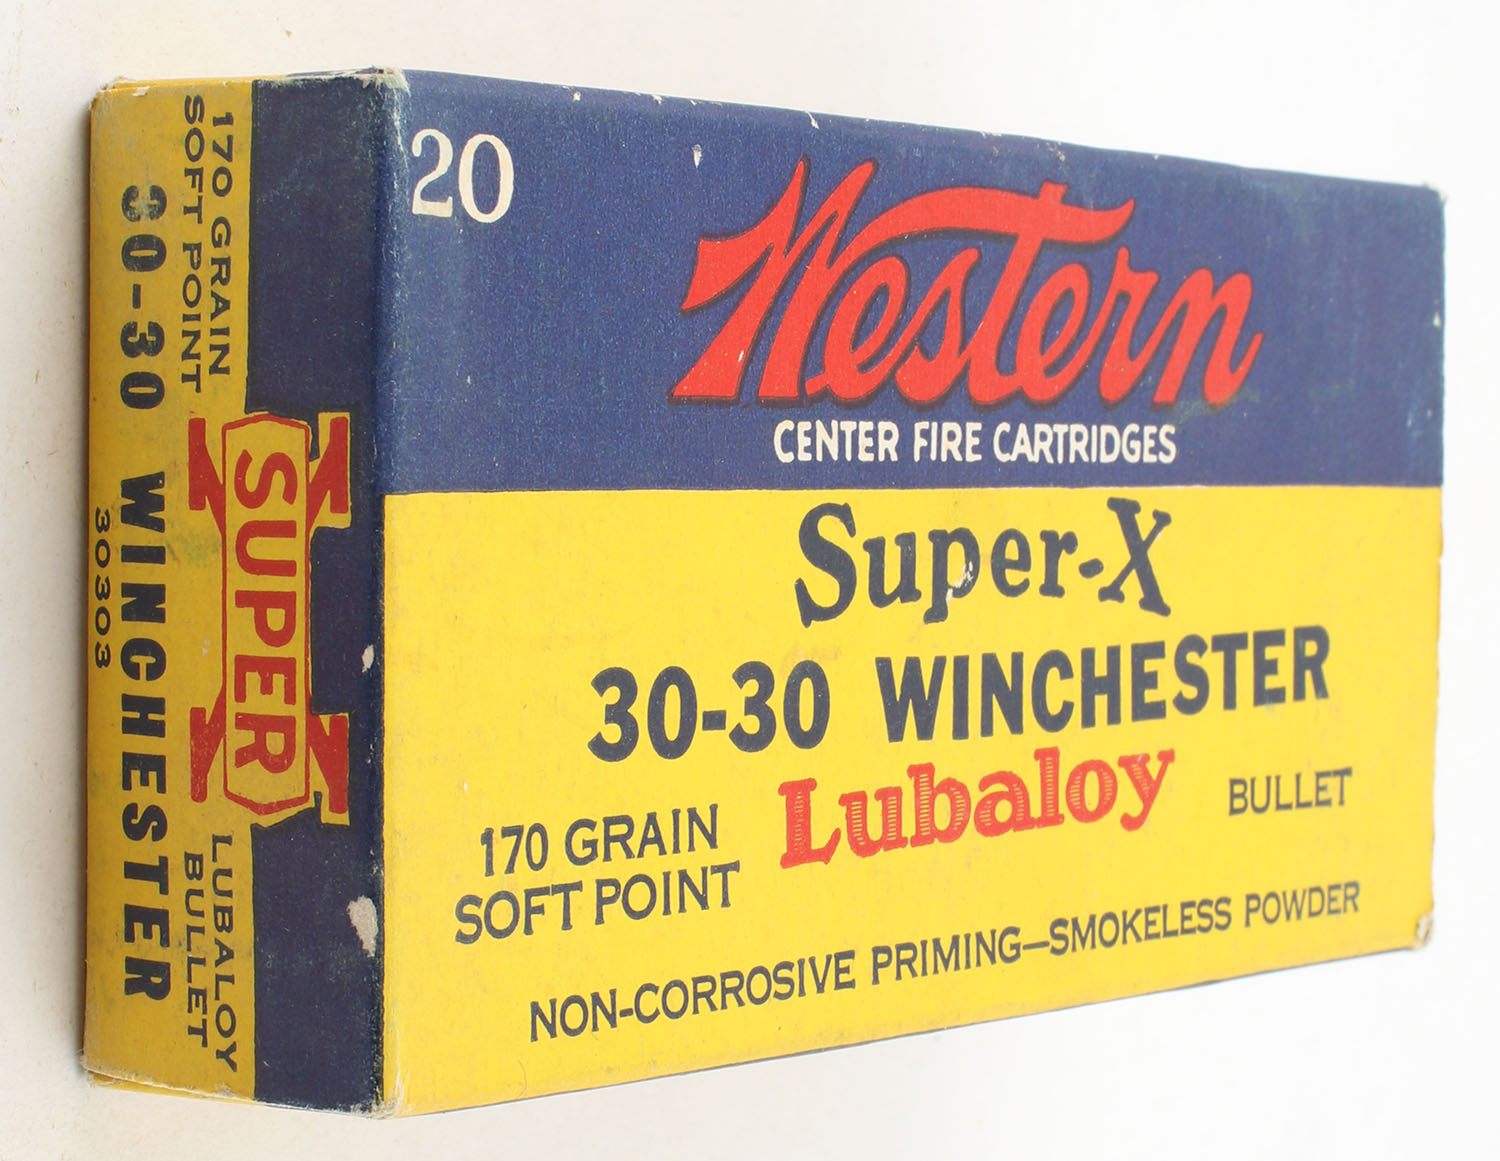 20
Western
CENTER FIRE CARTRIDGES
Super-X
30-30 WINCHESTER
170 GRAIN
SOFT POINT
Lubaloy
BULLET
NON-CORROSIVE PRIMING—SMOKELESS POWDER
170 GRAIN
SOFT POINT
SUPER X
LUBALOY
BULLET
30-30 WINCHESTER
30303